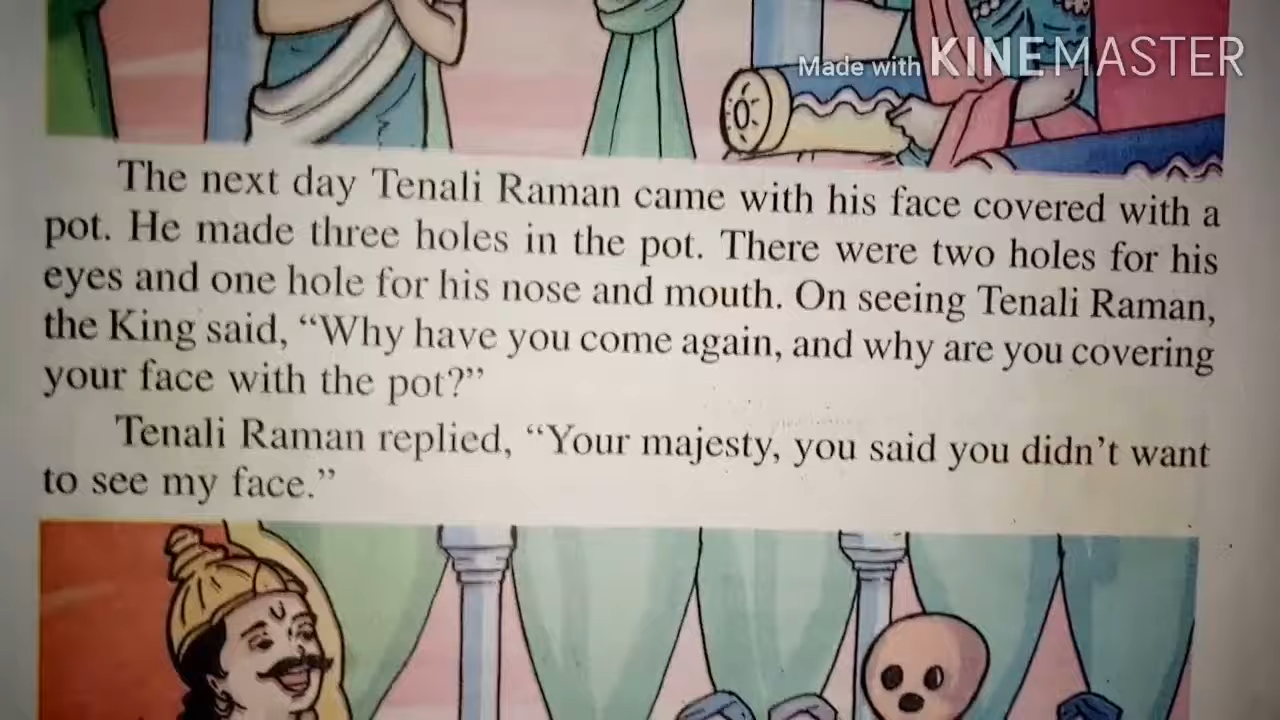 Made with KINEMASTER
The next day Tenali Raman came with his face covered with a
pot. He made three holes in the pot. There were two holes for his
eyes and one hole for his nose and mouth. On seeing Tenali Raman,
the King said, “Why have you come again, and why are you covering
your face with the pot?”
Tenali Raman replied, “Your majesty, you said you didn’t want
to see my face.”